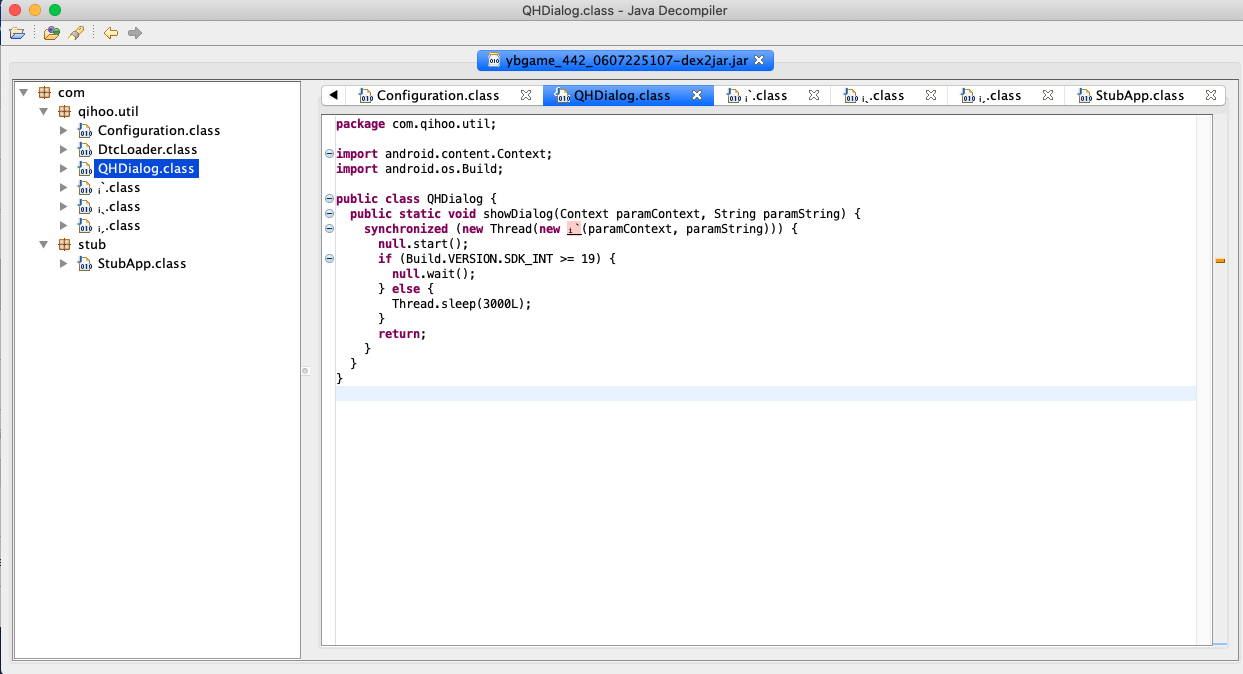 QHDialog.class - Java Decompiler
ybgame_442_0607225107-dex2jar.jar
com
qihoo.util
Configuration.class
DtcLoader.class
QHDialog.class
¡`.class
¡、.class
¡,.class
stub
StubApp.class
Configuration.class
QHDialog.class
¡`.class
¡、.class
¡,.class
StubApp.class
package com.qihoo.util;
import android.content.Context;
import android.os.Build;
public class QHDialog {
public static void showDialog(Context paramContext, String paramString) {
synchronized (new Thread(new ¡`(paramContext, paramString))) {
null.start();
if (Build.VERSION.SDK_INT >= 19) {
null.wait();
} else {
Thread.sleep(3000L);
}
return;
}
}
}